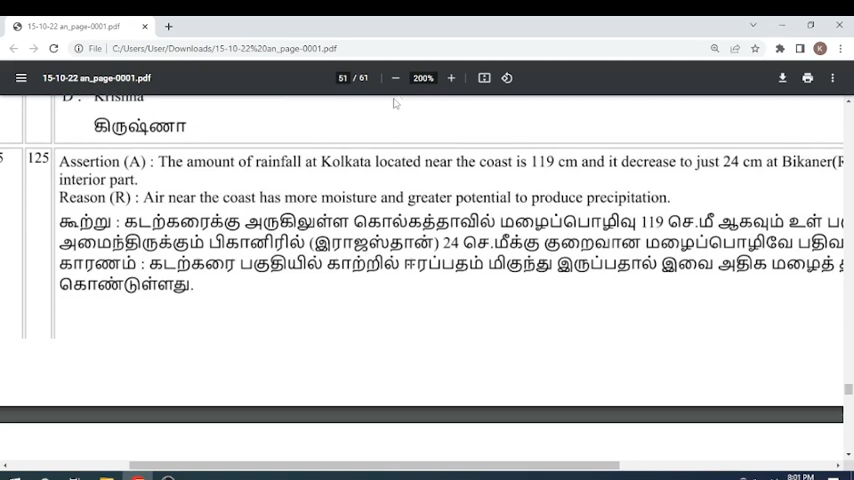 15-10-22 an_page-0001.pdf
File | C:/Users/User/Downloads/15-10-22%20an_page-0001.pdf
K
15-10-22 an_page-0001.pdf 51 / 61 200%
D : Krishna
கிருஷ்ணா
5 125 Assertion (A) : The amount of rainfall at Kolkata located near the coast is 119 cm and it decrease to just 24 cm at Bikaner(R
interior part.
Reason (R) : Air near the coast has more moisture and greater potential to produce precipitation.
கூற்று : கடற்கரைக்கு அருகிலுள்ள கொல்கத்தாவில் மழைப்பொழிவு 119 செ.மீ ஆகவும் உள் ப
அமைந்திருக்கும் பிகானிரில் (இராஜஸ்தான்) 24 செ.மீக்கு குறைவான மழைப்பொழிவே பதிவ
காரணம் : கடற்கரை பகுதியில் காற்றில் ஈரப்பதம் மிகுந்து இருப்பதால் இவை அதிக மழைத்
கொண்டுள்ளது.
8:01 PM